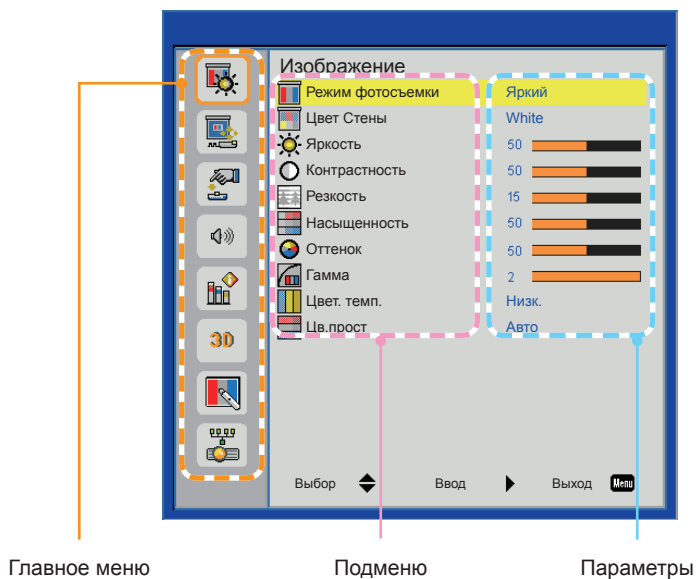 Изображение
Режим фотосъемки Яркий
Цвет Стены White
Яркость 50
Контрастность 50
Резкость 15
Насыщенность 50
Оттенок 50
Гамма 2
Цвет. темп. Низк.
Цв.прост Авто
3D
Выбор Ввод Выход Menu
Главное меню Подменю Параметры